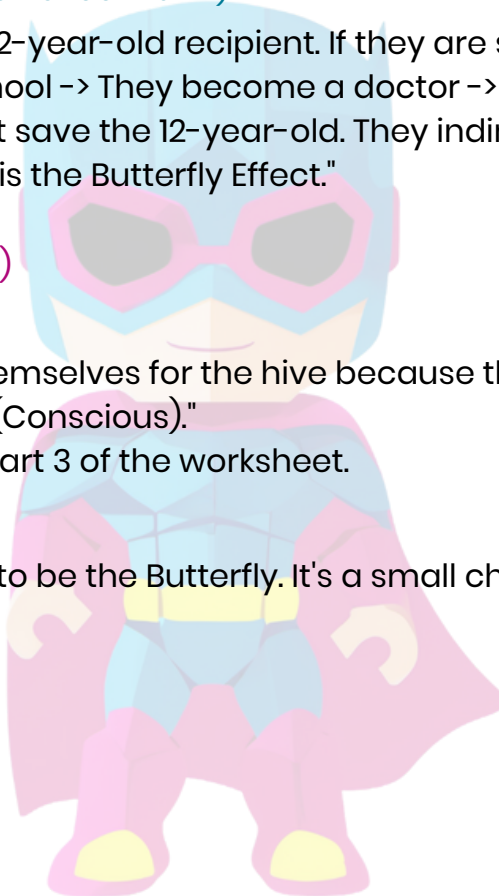 2-year-old recipient. If they are s
ool -> They become a doctor ->
t save the 12-year-old. They indir
is the Butterfly Effect."
)
emselves for the hive because th
(Conscious)."
art 3 of the worksheet.
to be the Butterfly. It's a small ch